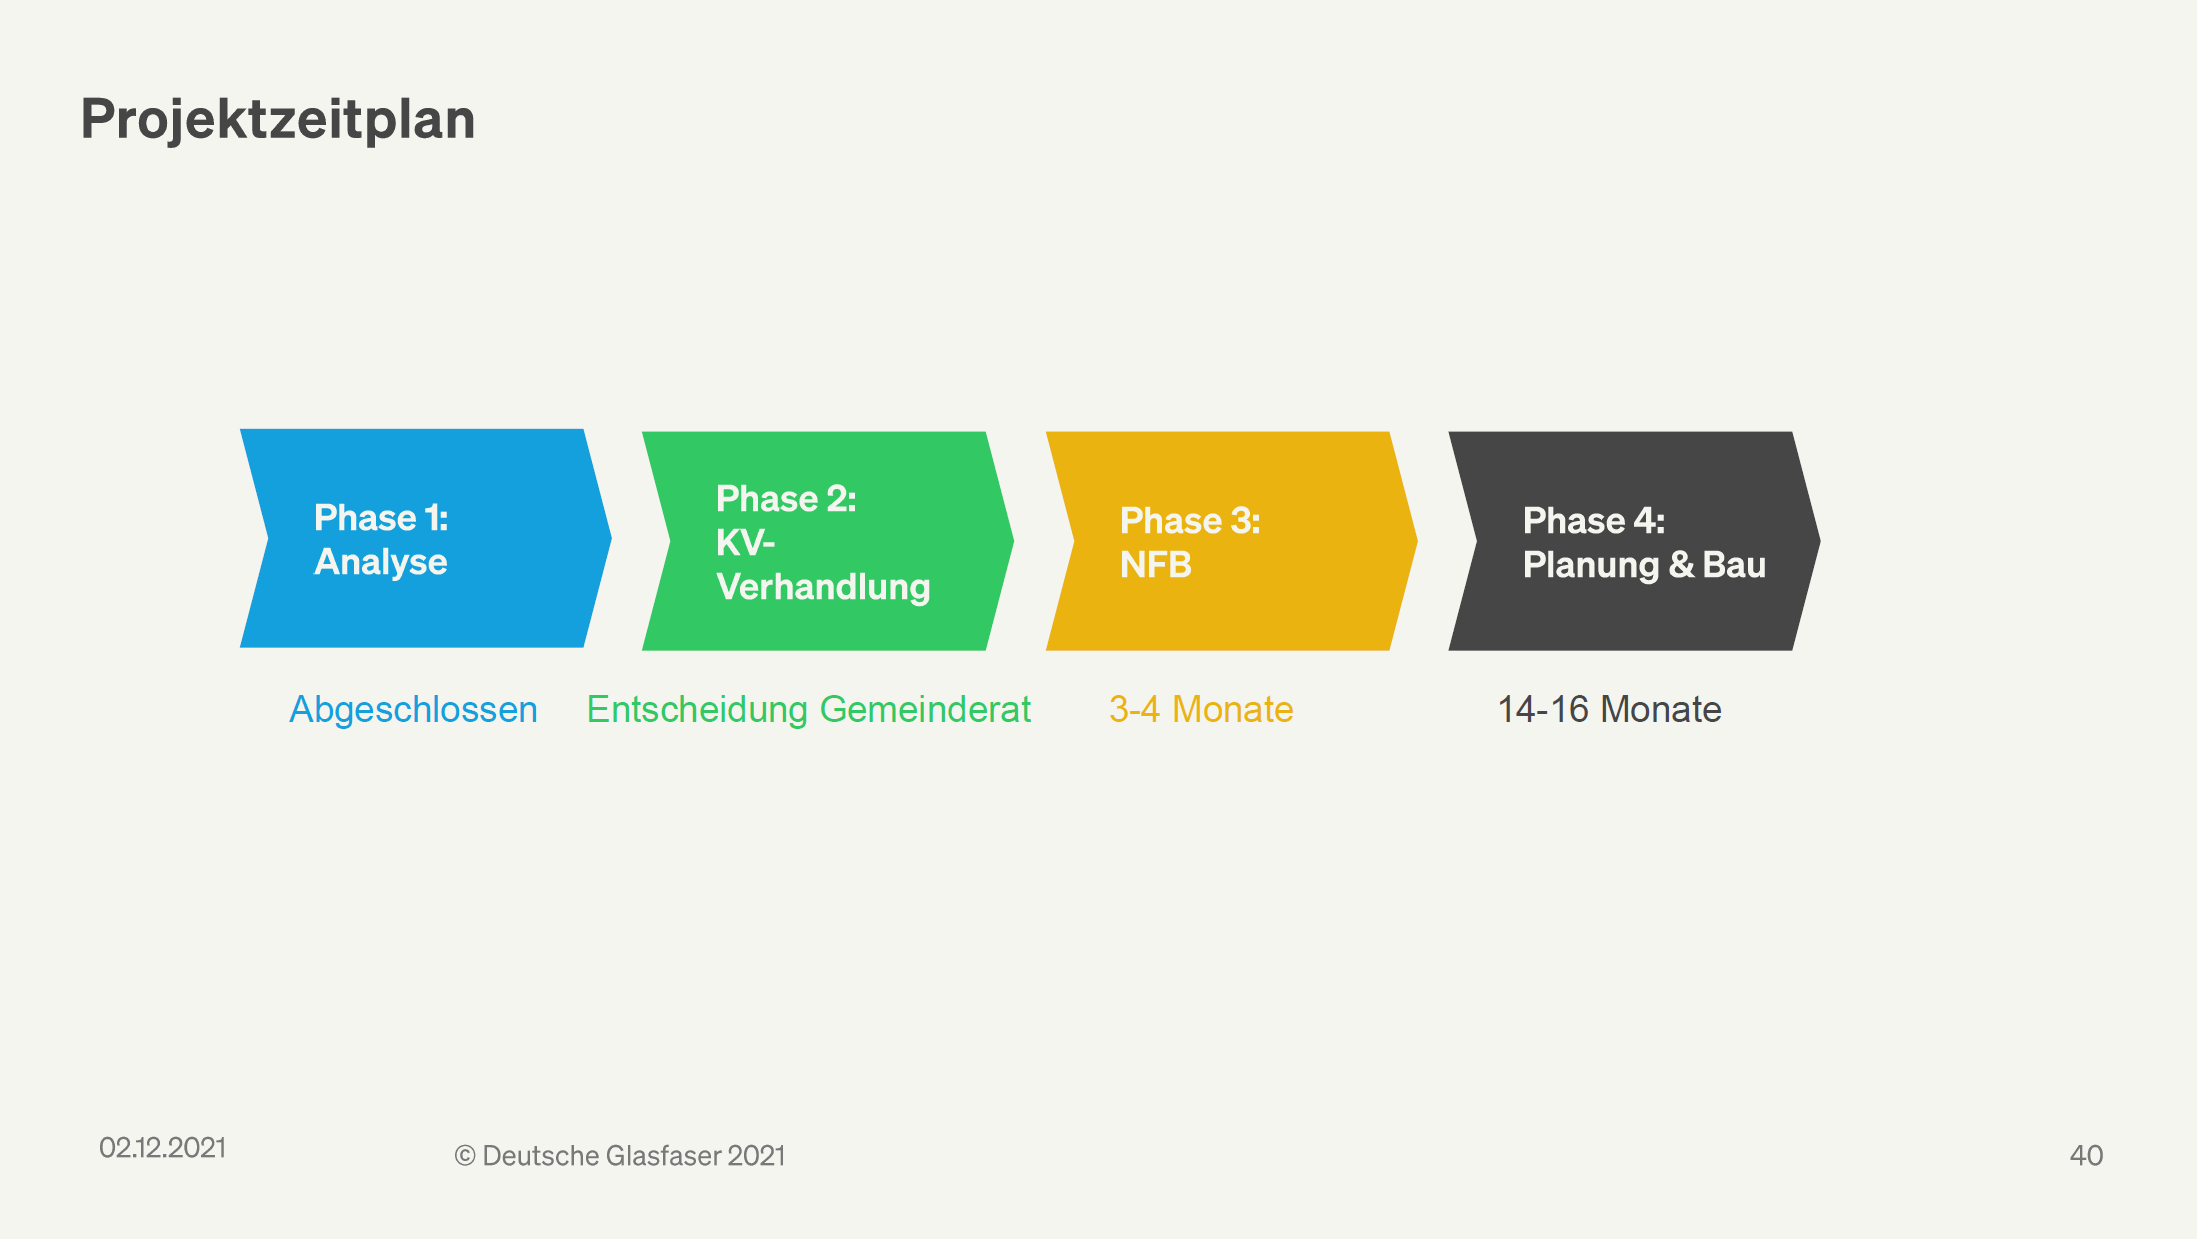 Projektzeitplan
Phase 1:
Analyse
Phase 2:
KV-
Verhandlung
Phase 3:
NFB
Phase 4:
Planung & Bau
Abgeschlossen
Entscheidung Gemeinderat
3-4 Monate
14-16 Monate
02.12.2021
© Deutsche Glasfaser 2021
40